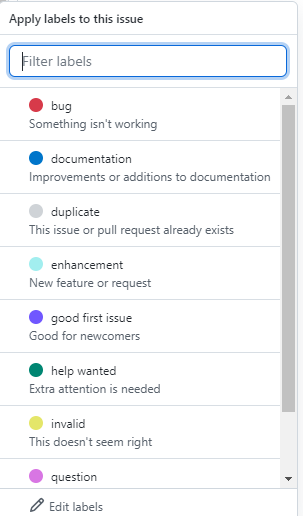 Apply labels to this issue
Filter labels
bug
Something isn't working
documentation
Improvements or additions to documentation
duplicate
This issue or pull request already exists
enhancement
New feature or request
good first issue
Good for newcomers
help wanted
Extra attention is needed
invalid
This doesn't seem right
question
Edit labels